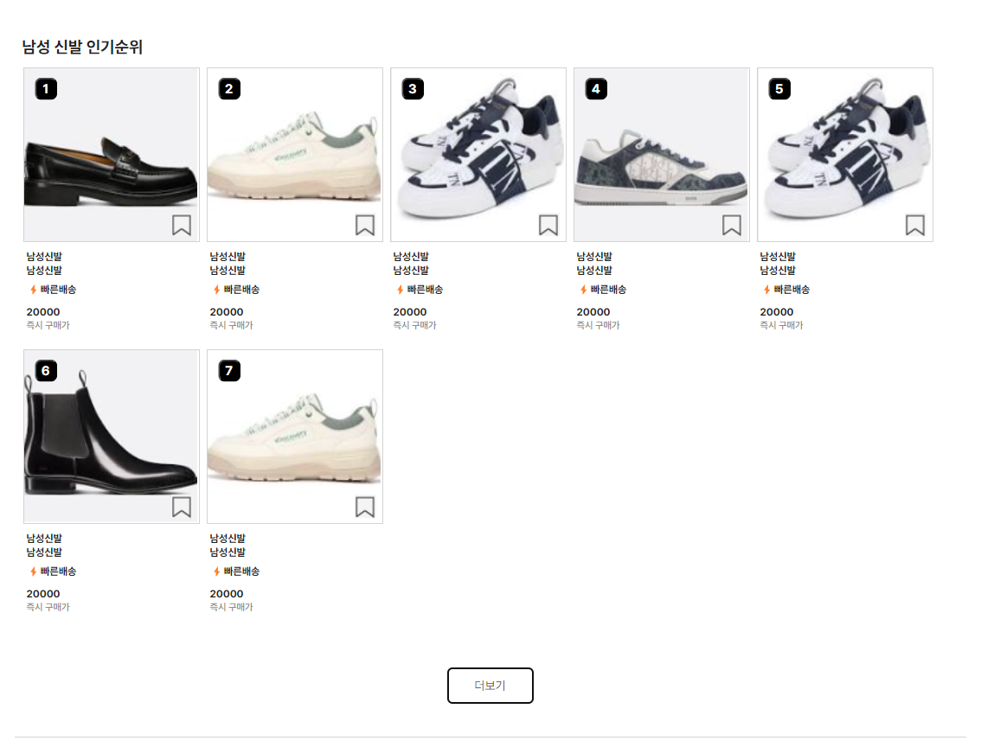 남성 신발 인기순위
1
2
3
4
5
남성신발
남성신발
빠른배송
20000
즉시 구매가
남성신발
남성신발
빠른배송
20000
즉시 구매가
남성신발
남성신발
빠른배송
20000
즉시 구매가
남성신발
남성신발
빠른배송
20000
즉시 구매가
남성신발
남성신발
빠른배송
20000
즉시 구매가
6
7
남성신발
남성신발
빠른배송
20000
즉시 구매가
남성신발
남성신발
빠른배송
20000
즉시 구매가
더보기